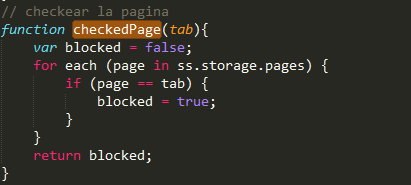 // checkear la pagina
function checkedPage(tab){
    var blocked = false;
    for each (page in ss.storage.pages) {
        if (page == tab) {
            blocked = true;
        }
    }
    return blocked;
}